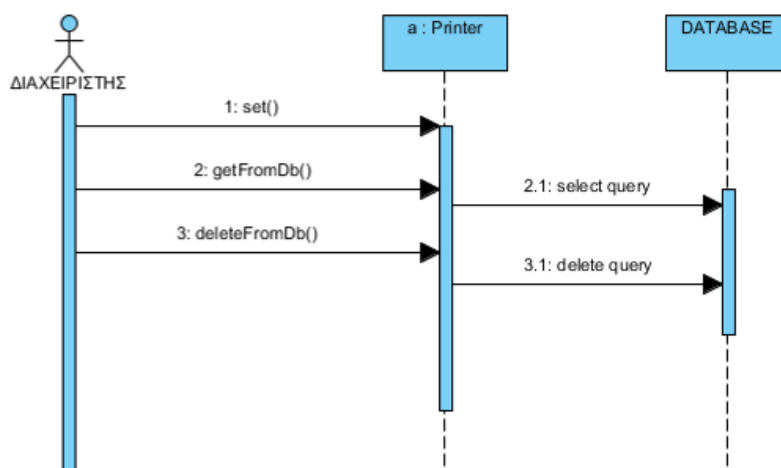 a : Printer
DATABASE
ΔΙΑΧΕΙΡΙΣΤΗΣ
1: set()
2: getFromDb()
2.1: select query
3: deleteFromDb()
3.1: delete query